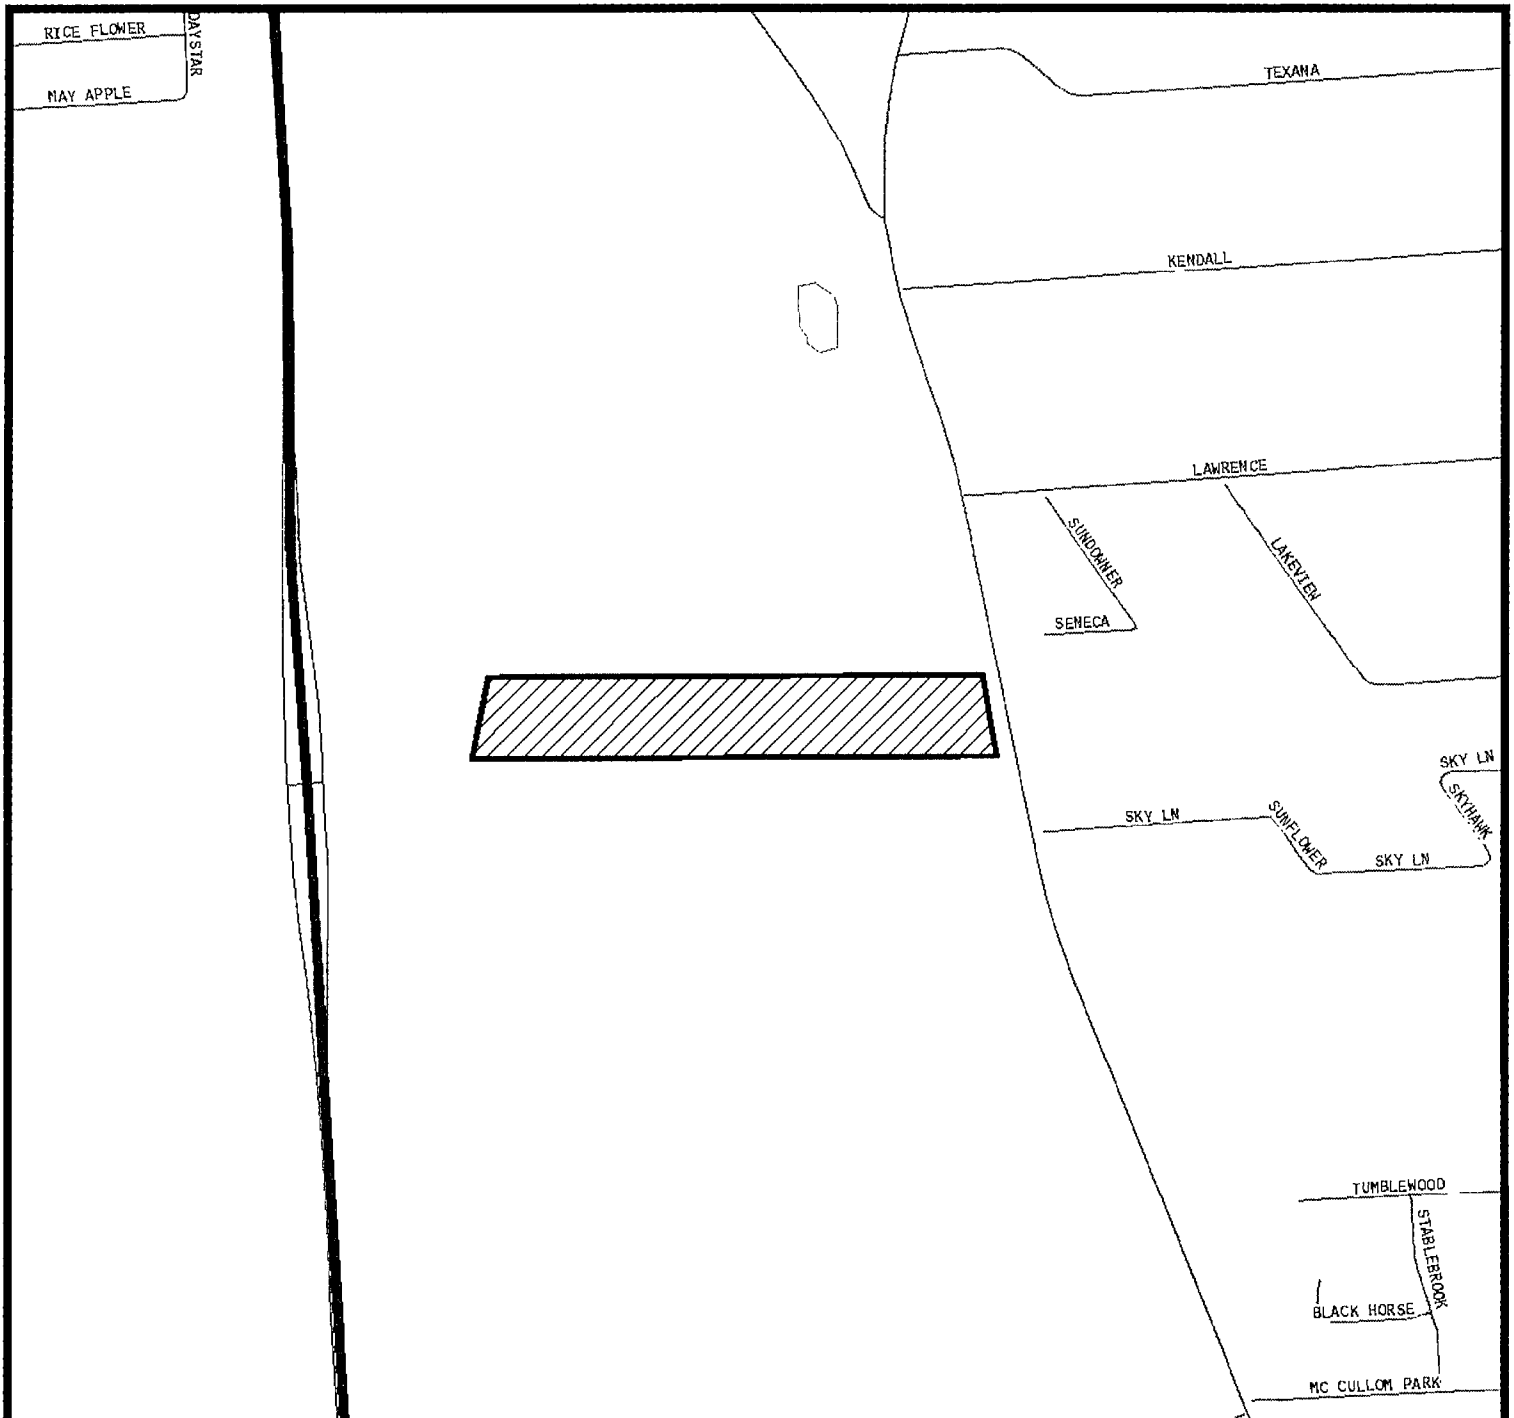 RICE FLOWER
DAYSTAR
MAY APPLE
TEXANA
KENDALL
LAWRENCE
SUNDOWNER
LAKEVIEW
SENECA
SKY LN
SKYHAWK
SKY LN
SUNFLOWER
SKY LN
TUMBLEWOOD
STABLEBROOK
BLACK HORSE
MC CULLOM PARK